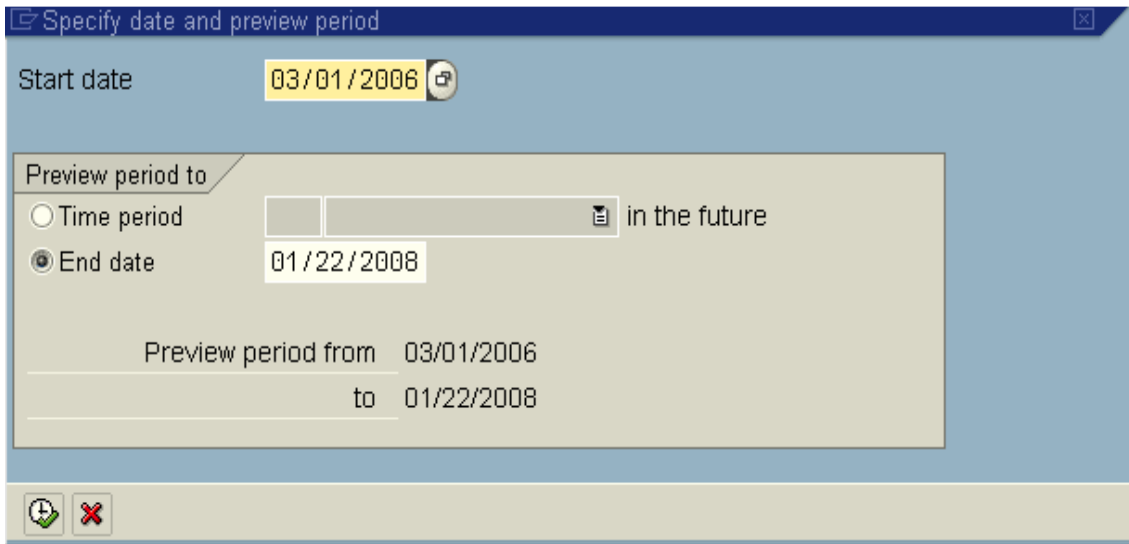 Specify date and preview period
Start date 03/01/2006
Preview period to
Time period in the future
End date 01/22/2008
Preview period from 03/01/2006
to 01/22/2008